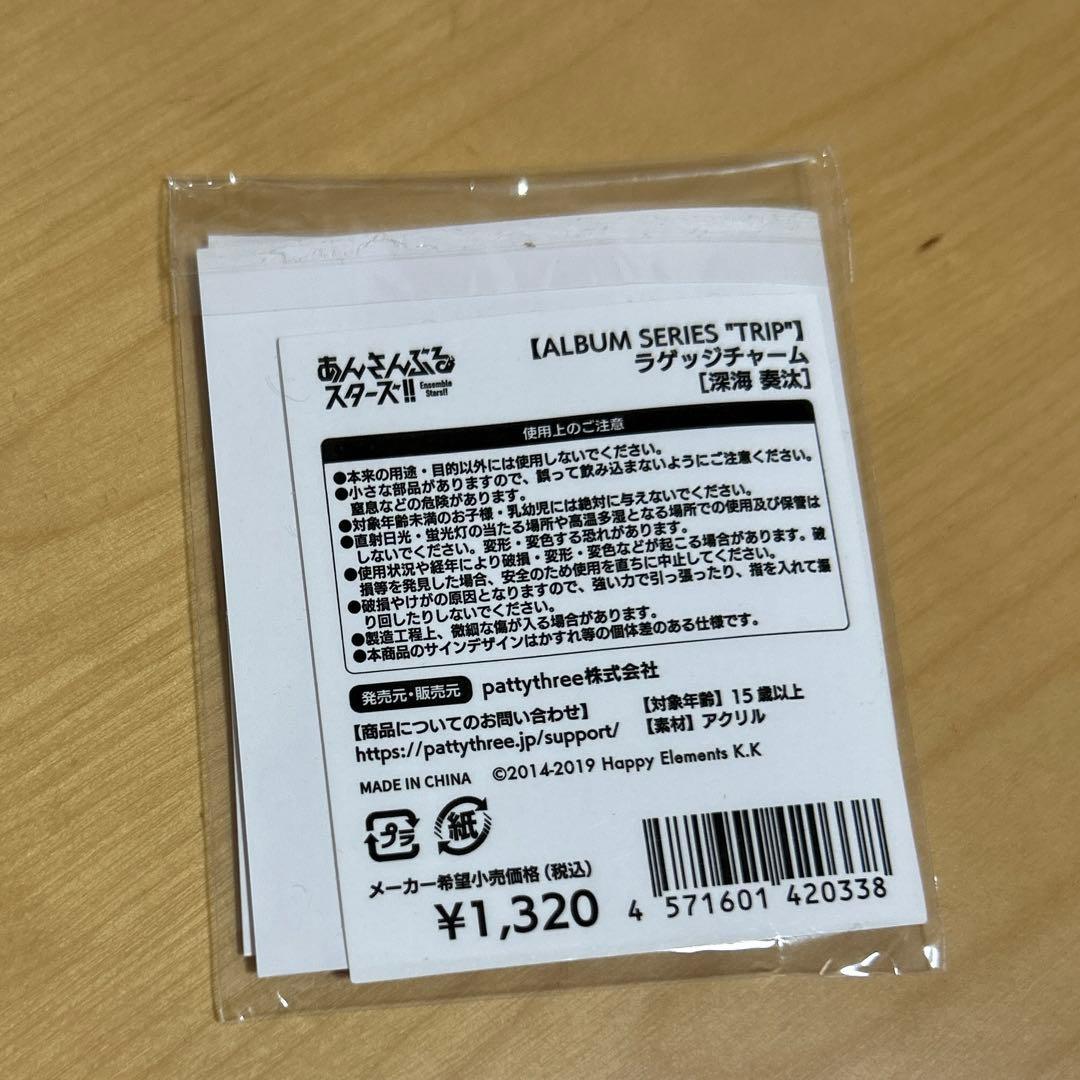 あんさんぶる
スターズ!!
Ensemble
Stars!!
【ALBUM SERIES "TRIP"】
ラゲッジチャーム
[深海 奏汰]
使用上のご注意
●本来の用途・目的以外には使用しないでください。
●小さな部品がありますので、誤って飲み込まないようにご注意ください。
窒息などの危険があります。
●対象年齢未満のお子様・乳幼児には絶対に与えないでください。
●直射日光・蛍光灯の当たる場所や高温多湿となる場所での使用及び保管は
しないでください。変形・変色する恐れがあります。
●使用状況や経年により破損・変形・変色などが起こる場合があります。破
損等を発見した場合、安全のため使用を直ちに中止してください。
●破損やけがの原因となりますので、強い力で引っ張ったり、指を入れて振
り回したりしないでください。
●製造工程上、微細な傷が入る場合があります。
●本商品のサインデザインはかすれ等の個体差のある仕様です。
発売元・販売元 pattythree株式会社
【商品についてのお問い合わせ】
https://pattythree.jp/support/
【対象年齢】15歳以上
【素材】アクリル
MADE IN CHINA ©2014-2019 Happy Elements K.K
プラ 紙
メーカー希望小売価格（税込）
¥1,320
4 571601 420338